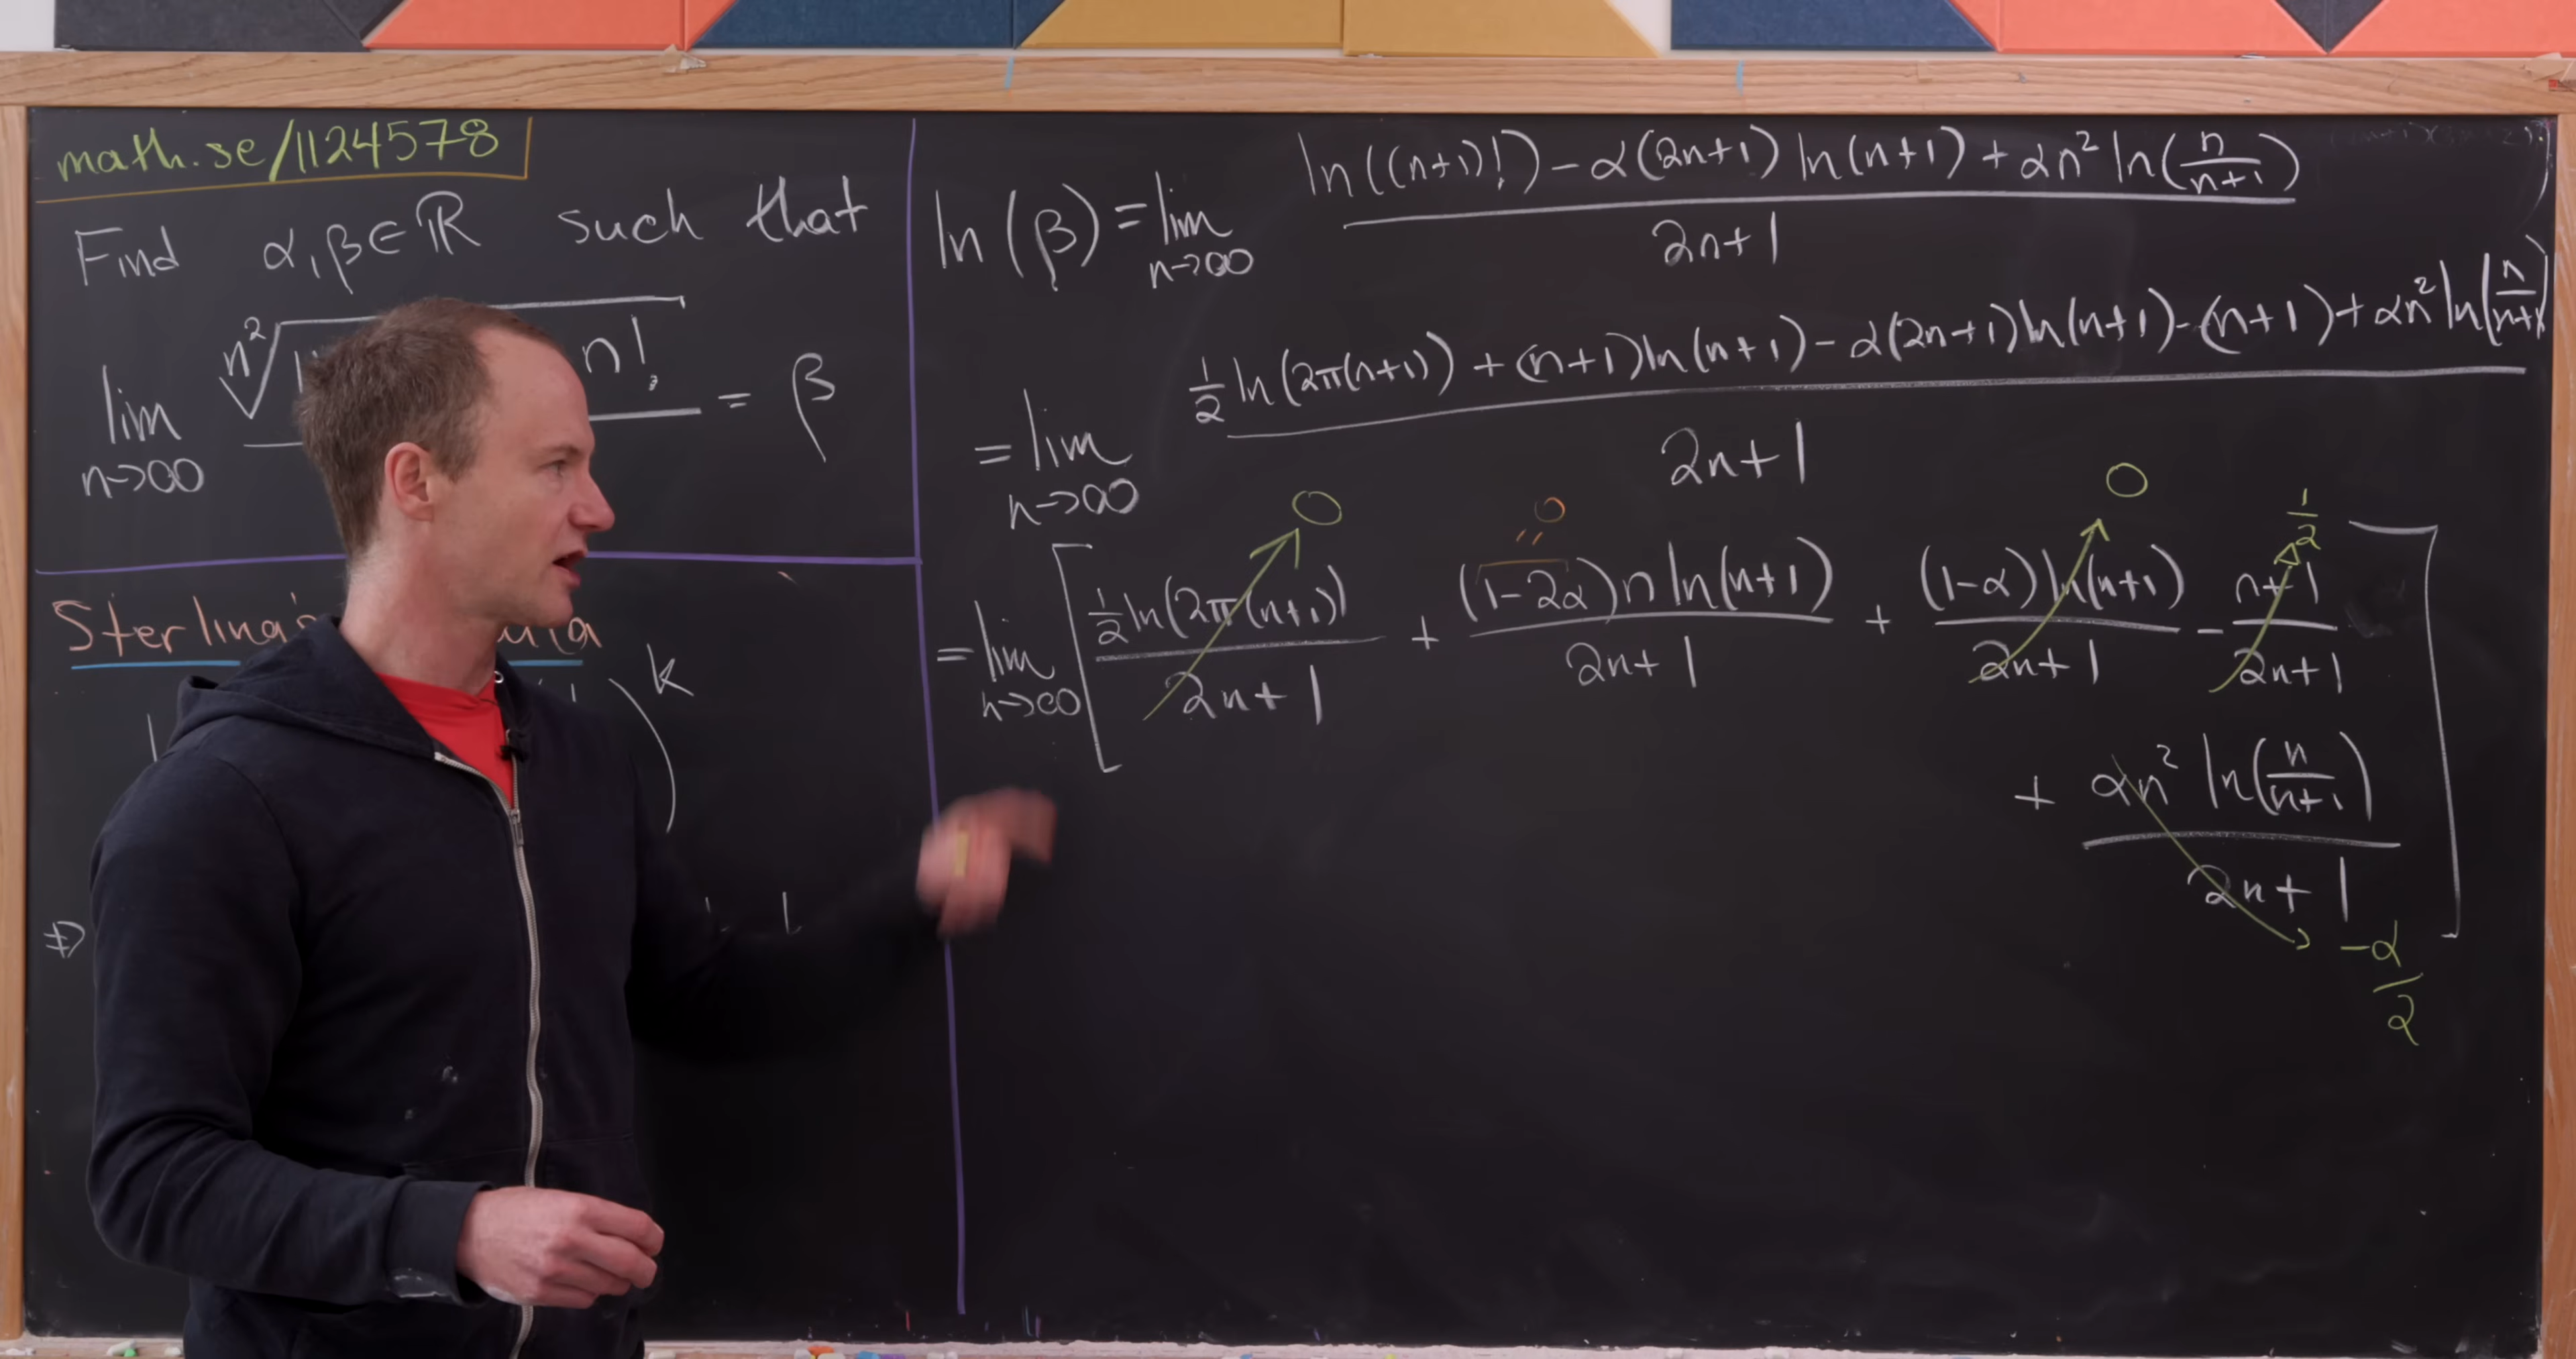 math.se/1124578
Find α,β∈ℝ such that
lim n→∞ n² √ n! = β
Sterling's
k
⇒
ln(β) = lim n→∞ (ln((n+1)!) - α(2n+1) ln(n+1) + αn² ln(n/(n+1))) / (2n+1)
= lim n→∞ (1/2 ln(2π(n+1)) + (n+1)ln(n+1) - α(2n+1)ln(n+1) - (n+1) + αn² ln(n/(n+1))) / (2n+1)
0 0 0 1/2
= lim n→∞ [ (1/2 ln(2π(n+1))) / (2n+1) + ((1-2α)n ln(n+1)) / (2n+1) + ((1-α)ln(n+1)) / (2n+1) - (n+1) / (2n+1)
+ (αn² ln(n/(n+1))) / (2n+1) ]
-α/2